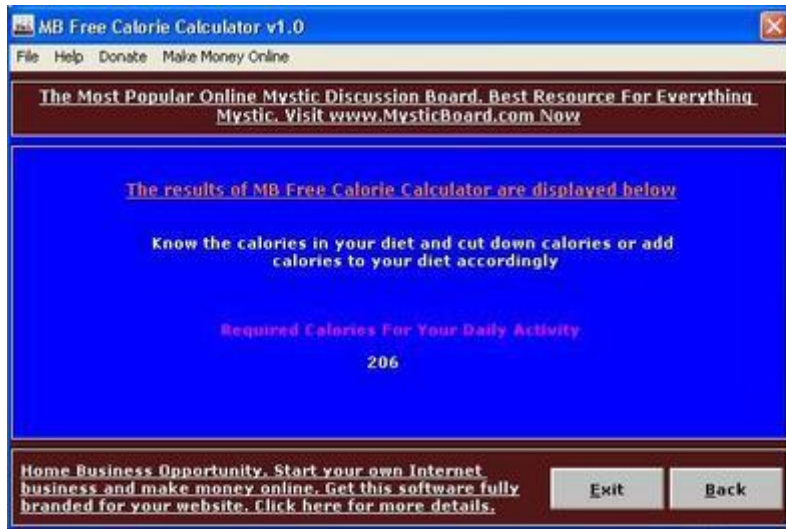 MB Free Calorie Calculator v1.0
File Help Donate Make Money Online
The Most Popular Online Mystic Discussion Board. Best Resource For Everything
Mystic. Visit www.MysticBoard.com Now
The results of MB Free Calorie Calculator are displayed below
Know the calories in your diet and cut down calories or add
calories to your diet accordingly
Required Calories For Your Daily Activity
206
Home Business Opportunity. Start your own Internet
business and make money online. Get this software fully
branded for your website. Click here for more details.
Exit Back